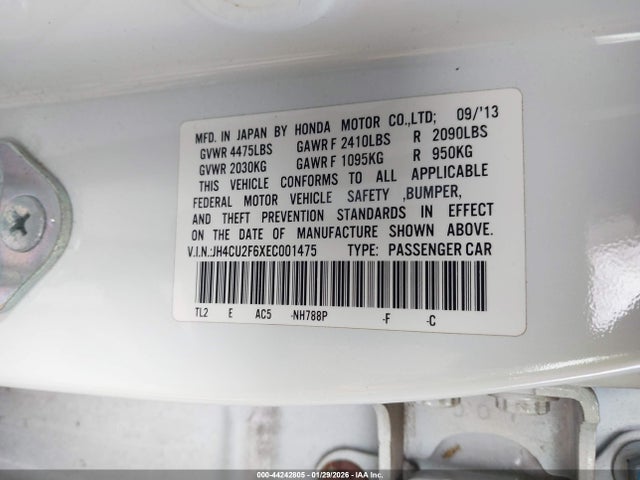 MFD. IN JAPAN BY HONDA MOTOR CO.,LTD; 09/'13
GVWR 4475LBS GAWR F 2410LBS R 2090LBS
GVWR 2030KG GAWR F 1095KG R 950KG
THIS VEHICLE CONFORMS TO ALL APPLICABLE
FEDERAL MOTOR VEHICLE SAFETY ,BUMPER,
AND THEFT PREVENTION STANDARDS IN EFFECT
ON THE DATE OF MANUFACTURE SHOWN ABOVE.
V.I.N.:JH4CU2F6XEC001475 TYPE: PASSENGER CAR
TL2 E AC5 -NH788P -F -C
000-44242805 01/29/2026 © IAA Holdings, LLC